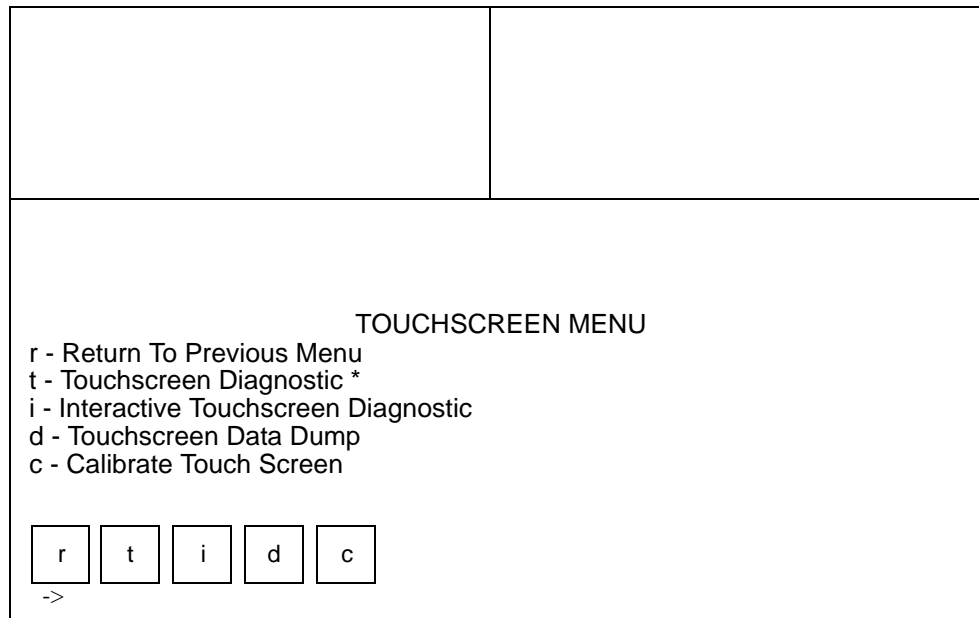 TOUCHSCREEN MENU
r - Return To Previous Menu
t - Touchscreen Diagnostic *
i - Interactive Touchscreen Diagnostic
d - Touchscreen Data Dump
c - Calibrate Touch Screen
r t i d c
->